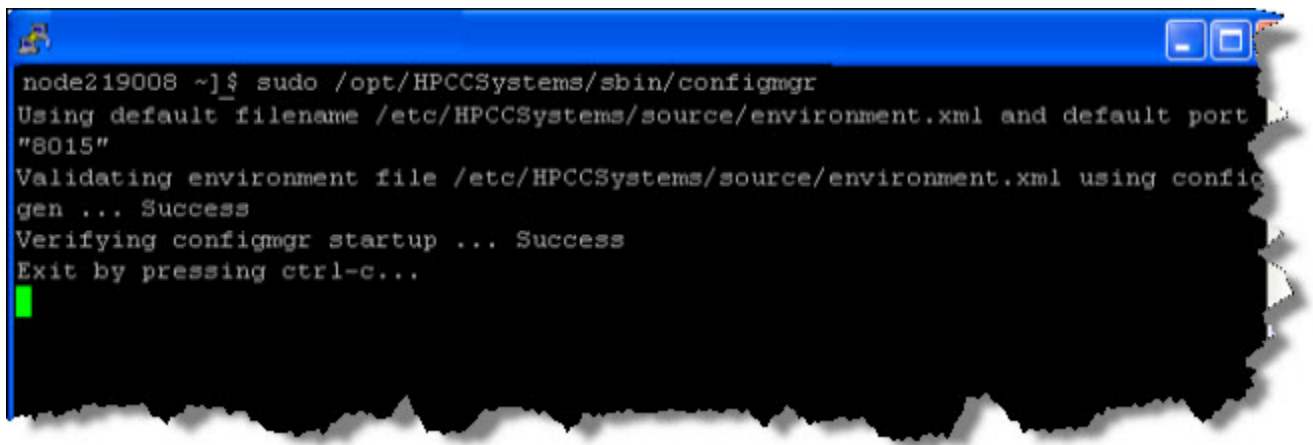 node219008 ~]$ sudo /opt/HPCCSystems/sbin/configmgr
Using default filename /etc/HPCCSystems/source/environment.xml and default port
"8015"
Validating environment file /etc/HPCCSystems/source/environment.xml using config
gen ... Success
Verifying configmgr startup ... Success
Exit by pressing ctrl-c...